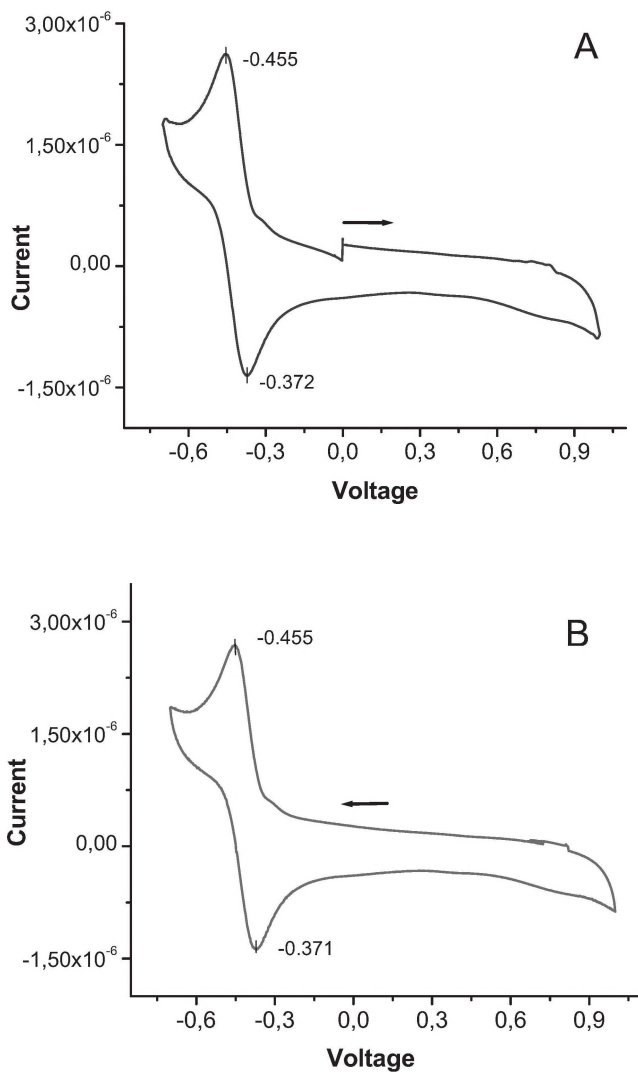 A
3,00x10-6
-0.455
1,50x10-6
0,00
-1,50x10-6
-0.372
Current
-0,6 -0,3 0,0 0,3 0,6 0,9
Voltage
B
3,00x10-6
-0.455
1,50x10-6
0,00
-1,50x10-6
-0.371
Current
-0,6 -0,3 0,0 0,3 0,6 0,9
Voltage